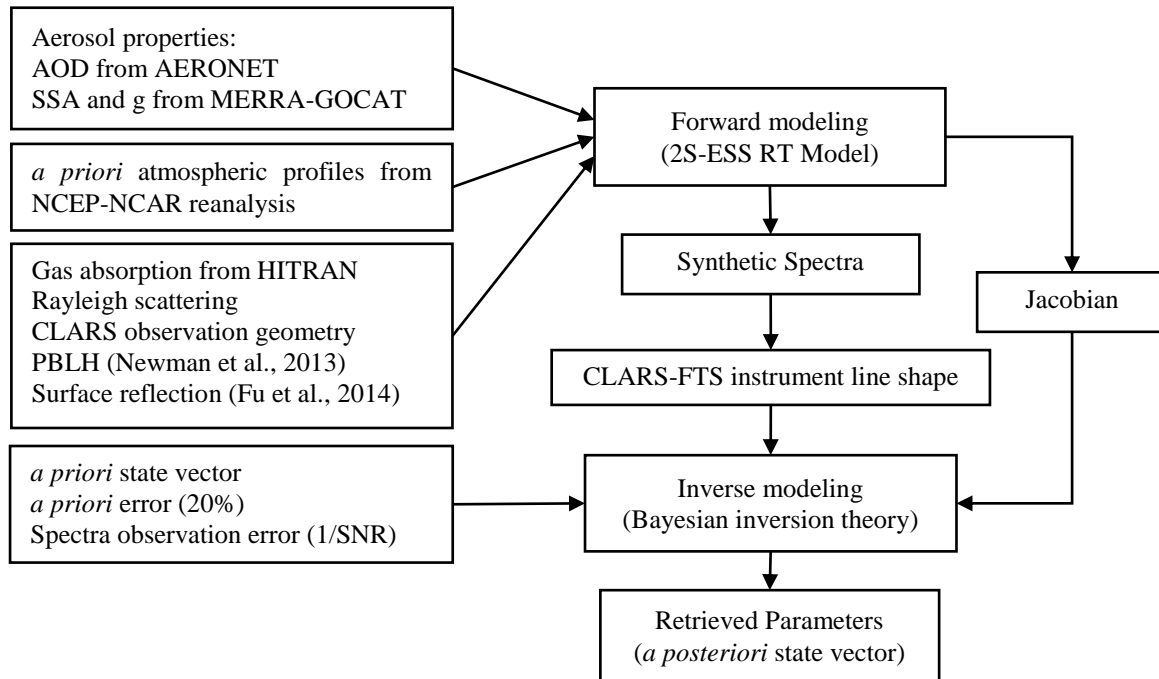 Aerosol properties:
AOD from AERONET
SSA and g from MERRA-GOCAT
a priori atmospheric profiles from
NCEP-NCAR reanalysis
Gas absorption from HITRAN
Rayleigh scattering
CLARS observation geometry
PBLH (Newman et al., 2013)
Surface reflection (Fu et al., 2014)
a priori state vector
a priori error (20%)
Spectra observation error (1/SNR)
Forward modeling
(2S-ESS RT Model)
Synthetic Spectra
Jacobian
CLARS-FTS instrument line shape
Inverse modeling
(Bayesian inversion theory)
Retrieved Parameters
(a posteriori state vector)